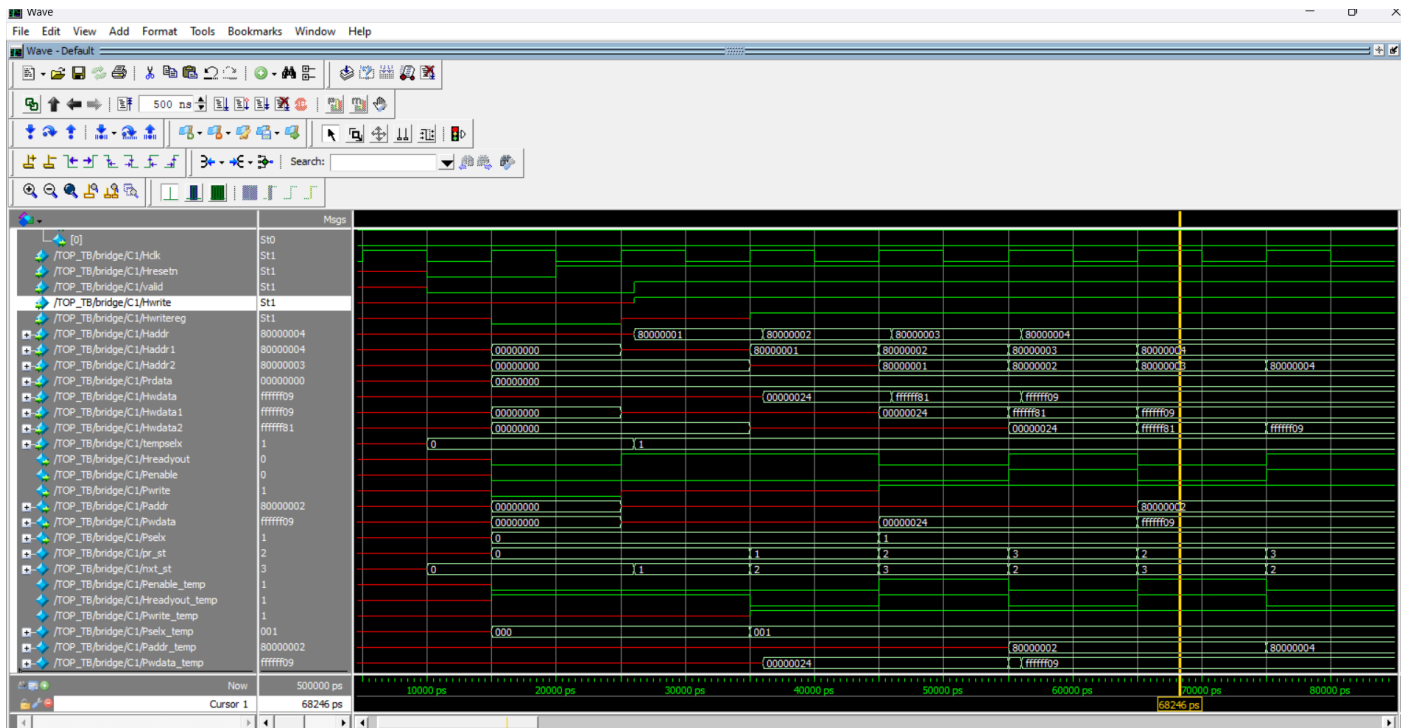 Wave
File Edit View Add Format Tools Bookmarks Window Help
Wave - Default
500 ns
Search:
Msgs
[0] St0
/TOP_TB/bridge/C1/Hclk St1
/TOP_TB/bridge/C1/Hresetn St1
/TOP_TB/bridge/C1/valid St1
/TOP_TB/bridge/C1/Hwrite St1
/TOP_TB/bridge/C1/Hwritereg St1
/TOP_TB/bridge/C1/Haddr 80000004 80000001 80000002 80000003 80000004
/TOP_TB/bridge/C1/Haddr1 80000004 00000000 80000001 80000002 80000003 80000004
/TOP_TB/bridge/C1/Haddr2 80000003 00000000 80000001 80000002 80000003 80000004
/TOP_TB/bridge/C1/Prdata 00000000 00000000
/TOP_TB/bridge/C1/Hwdata ffffff09 00000024 ffffff81 ffffff09
/TOP_TB/bridge/C1/Hwdata1 ffffff09 00000000 00000024 ffffff81 ffffff09
/TOP_TB/bridge/C1/Hwdata2 ffffff81 00000000 00000024 ffffff81 ffffff09
/TOP_TB/bridge/C1/tempselx 1 0 1
/TOP_TB/bridge/C1/Hreadyout 0
/TOP_TB/bridge/C1/Penable 0
/TOP_TB/bridge/C1/Pwrite 1
/TOP_TB/bridge/C1/Paddr 80000002 00000000 80000002
/TOP_TB/bridge/C1/Pwdata ffffff09 00000000 00000024 ffffff09
/TOP_TB/bridge/C1/Pselx 1 0 1
/TOP_TB/bridge/C1/pr_st 2 0 1 2 3 2 3
/TOP_TB/bridge/C1/nxt_st 3 0 1 2 3 2 3 2
/TOP_TB/bridge/C1/Penable_temp 1
/TOP_TB/bridge/C1/Hreadyout_temp 1
/TOP_TB/bridge/C1/Pwrite_temp 1
/TOP_TB/bridge/C1/Pselx_temp 001 000 001
/TOP_TB/bridge/C1/Paddr_temp 80000002 80000002 80000004
/TOP_TB/bridge/C1/Pwdata_temp ffffff09 00000024 ffffff09
Now 500000 ps 10000 ps 20000 ps 30000 ps 40000 ps 50000 ps 60000 ps 70000 ps 80000 ps
Cursor 1 68246 ps 68246 ps